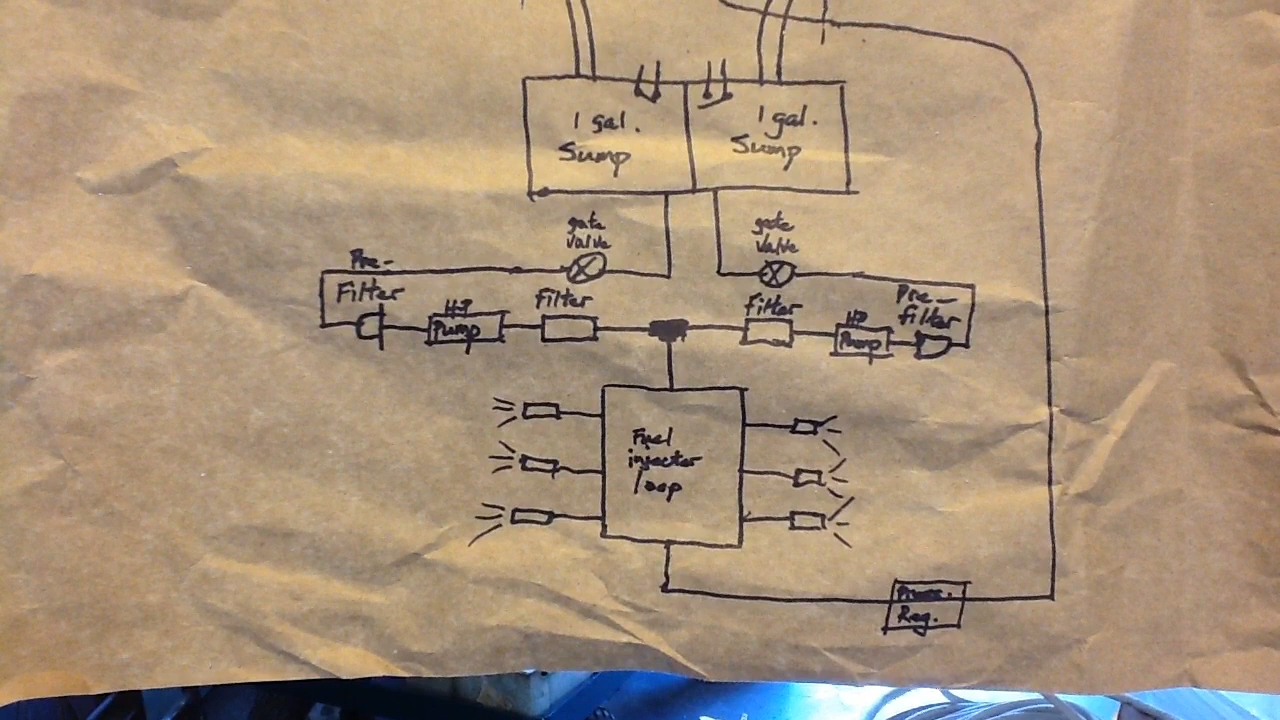 1 gal.
Sump
1 gal.
Sump
gate
valve
gate
valve
Pre-
Filter
HP
Pump
Filter
Filter
HP
Pump
Pre-
filter
Fuel
injector
loop
Press.
Reg.